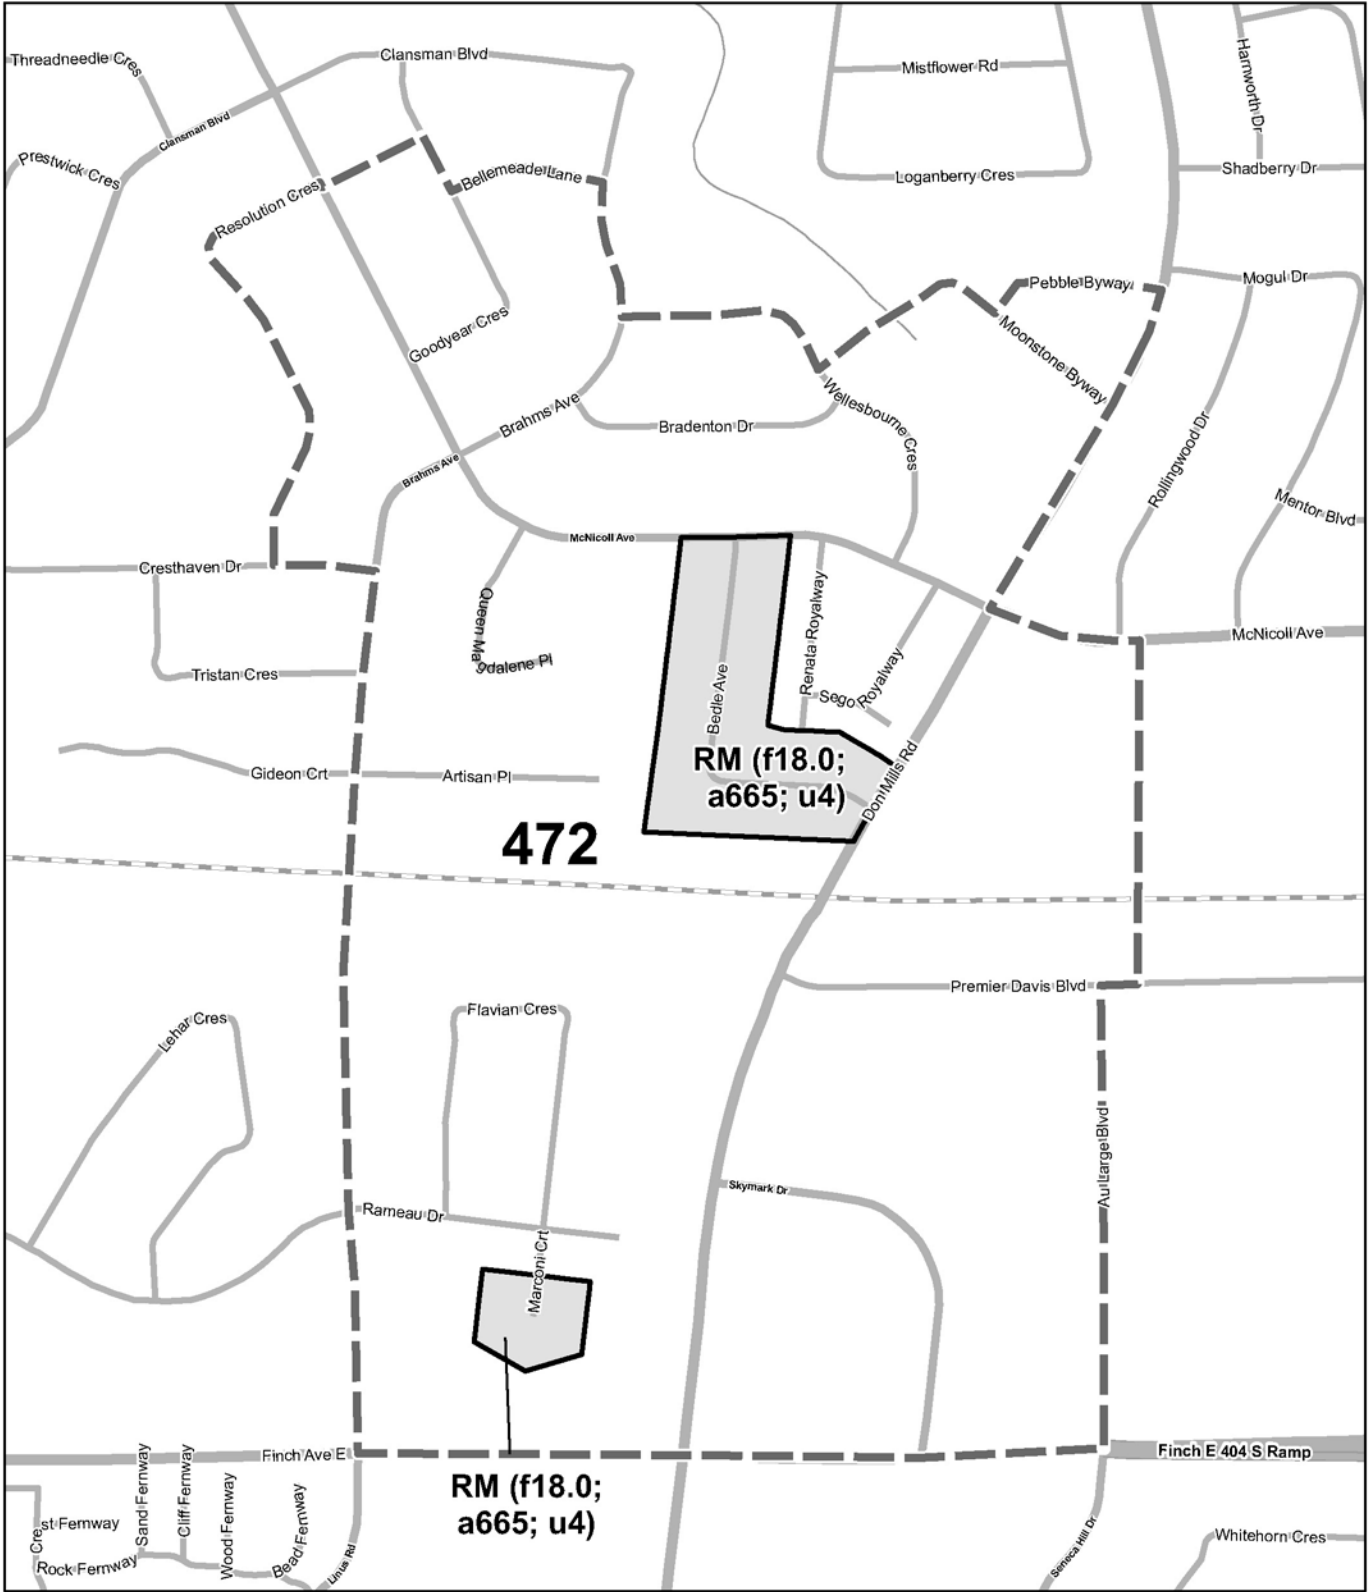 Threadneedle Cres
Clansman Blvd
Mistflower Rd
Harnworth Dr
Clansman Blvd
Prestwick Cres
Bellemeade Lane
Loganberry Cres
Shadberry Dr
Resolution Cres
Pebble Byway
Mogul Dr
Goodyear Cres
Moonstone Byway
Brahms Ave
Wellesbourne Cres
Bradenton Dr
Rollingwood Dr
Brahms Ave
Mentor Blvd
McNicoll Ave
Cresthaven Dr
Queen Magdalene Pl
Renata Royalway
McNicoll Ave
Tristan Cres
Bedle Ave
Sego Royalway
RM (f18.0;
a665; u4)
Don Mills Rd
Gideon Crt
Artisan Pl
472
Premier Davis Blvd
Lehar Cres
Flavian Cres
Au Large Blvd
Skymark Dr
Rameau Dr
Marconi Crt
Finch Ave E
Finch E 404 S Ramp
RM (f18.0;
a665; u4)
Sand Fernway
Cliff Fernway
Wood Fernway
Bead Fernway
st Fernway
Cre
Rock Fernway
Linus Rd
Seneca Hill Dr
Whitehorn Cres